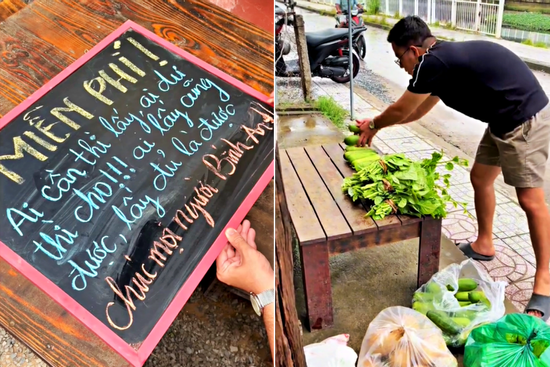 MIỄN PHÍ!
Ai cần thì lấy ai dư
thì cho!!! ai lấy cũng
được, lấy dư là được
Chúc mọi người Bình An!